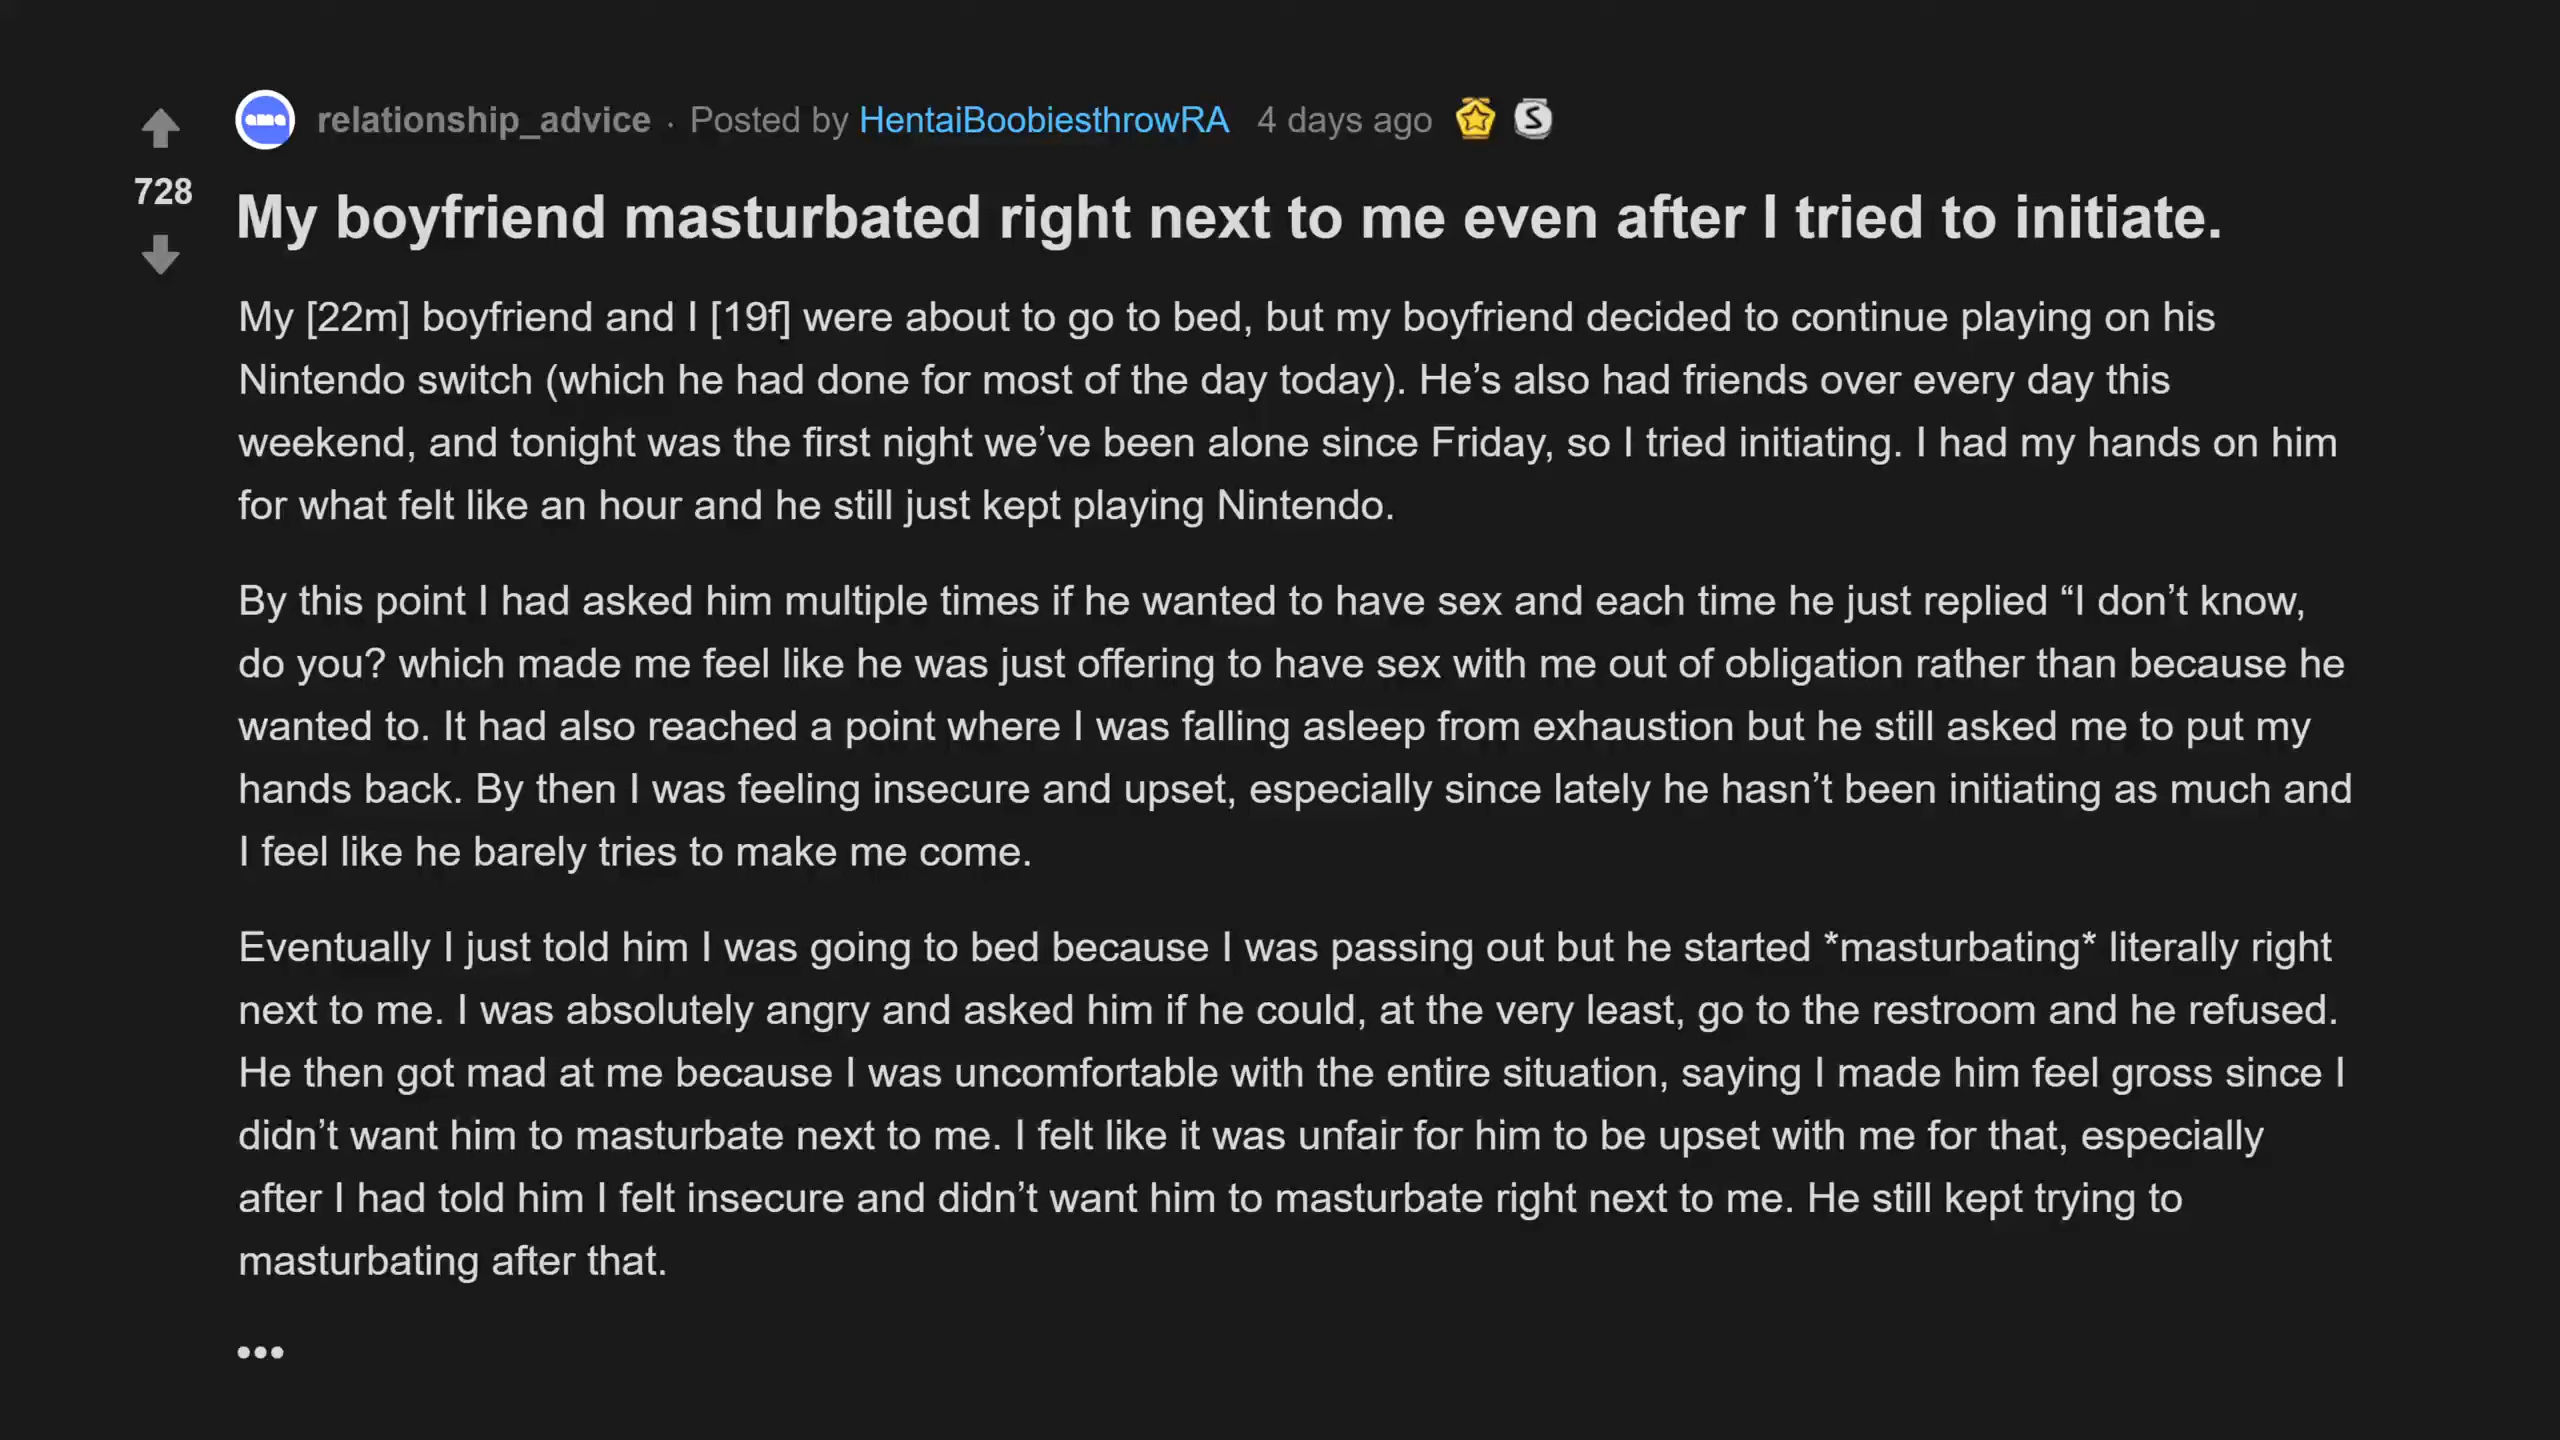 ama relationship_advice · Posted by HentaiBoobiesthrowRA 4 days ago S
728
My boyfriend masturbated right next to me even after I tried to initiate.
My [22m] boyfriend and I [19f] were about to go to bed, but my boyfriend decided to continue playing on his
Nintendo switch (which he had done for most of the day today). He’s also had friends over every day this
weekend, and tonight was the first night we’ve been alone since Friday, so I tried initiating. I had my hands on him
for what felt like an hour and he still just kept playing Nintendo.
By this point I had asked him multiple times if he wanted to have sex and each time he just replied “I don’t know,
do you? which made me feel like he was just offering to have sex with me out of obligation rather than because he
wanted to. It had also reached a point where I was falling asleep from exhaustion but he still asked me to put my
hands back. By then I was feeling insecure and upset, especially since lately he hasn’t been initiating as much and
I feel like he barely tries to make me come.
Eventually I just told him I was going to bed because I was passing out but he started *masturbating* literally right
next to me. I was absolutely angry and asked him if he could, at the very least, go to the restroom and he refused.
He then got mad at me because I was uncomfortable with the entire situation, saying I made him feel gross since I
didn’t want him to masturbate next to me. I felt like it was unfair for him to be upset with me for that, especially
after I had told him I felt insecure and didn’t want him to masturbate right next to me. He still kept trying to
masturbating after that.
•••